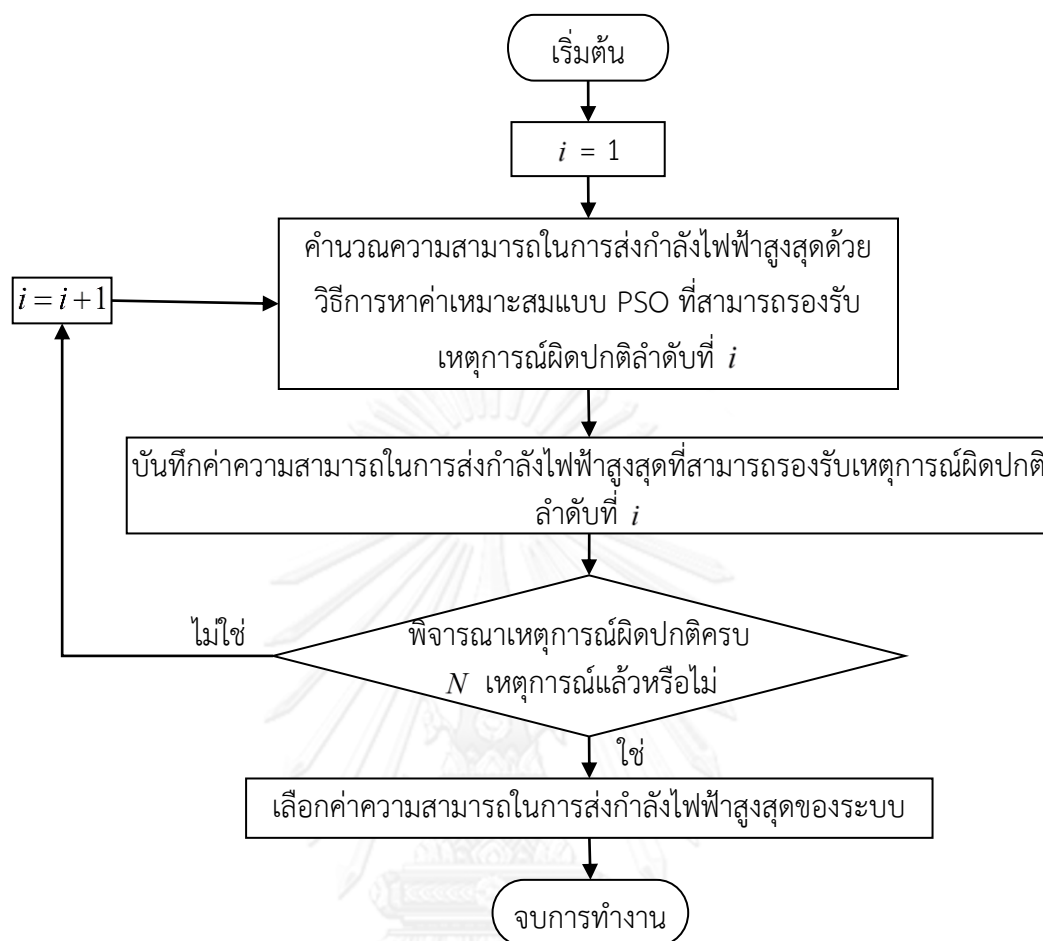 เริ่มต้น
i = 1
คำนวณความสามารถในการส่งกำลังไฟฟ้าสูงสุดด้วย
วิธีการหาค่าเหมาะสมแบบ PSO ที่สามารถรองรับ
เหตุการณ์ผิดปกติลำดับที่ i
i = i + 1
บันทึกค่าความสามารถในการส่งกำลังไฟฟ้าสูงสุดที่สามารถรองรับเหตุการณ์ผิดปกติ
ลำดับที่ i
ไม่ใช่
พิจารณาเหตุการณ์ผิดปกติครบ
N เหตุการณ์แล้วหรือไม่
ใช่
เลือกค่าความสามารถในการส่งกำลังไฟฟ้าสูงสุดของระบบ
จบการทำงาน